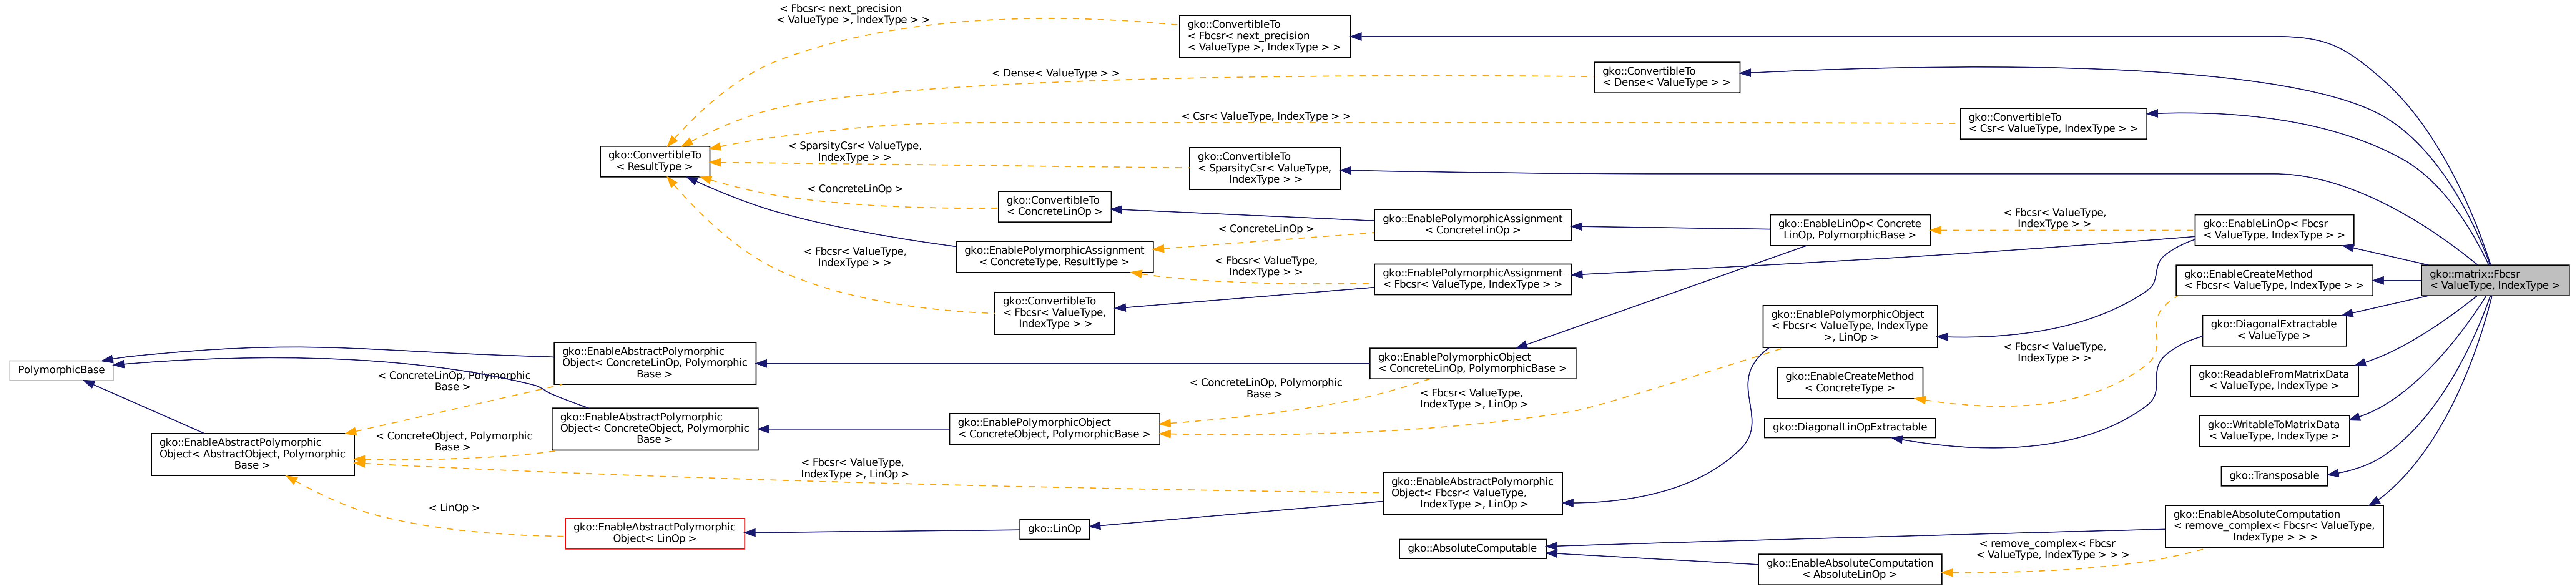 < Fbcsr< next_precision
< ValueType >, IndexType > >
gko::ConvertibleTo
< Fbcsr< next_precision
< ValueType >, IndexType > >
< Dense< ValueType > >
gko::ConvertibleTo
< Dense< ValueType > >
< Csr< ValueType, IndexType > >
gko::ConvertibleTo
< Csr< ValueType, IndexType > >
gko::ConvertibleTo
< ResultType >
< SparsityCsr< ValueType,
IndexType > >
gko::ConvertibleTo
< SparsityCsr< ValueType,
IndexType > >
< ConcreteLinOp >
gko::ConvertibleTo
< ConcreteLinOp >
gko::EnablePolymorphicAssignment
< ConcreteLinOp >
gko::EnableLinOp< Concrete
LinOp, PolymorphicBase >
< Fbcsr< ValueType,
IndexType > >
gko::EnableLinOp< Fbcsr
< ValueType, IndexType > >
< ConcreteLinOp >
gko::EnablePolymorphicAssignment
< ConcreteType, ResultType >
< Fbcsr< ValueType,
IndexType > >
< Fbcsr< ValueType,
IndexType > >
gko::EnablePolymorphicAssignment
< Fbcsr< ValueType, IndexType > >
gko::EnableCreateMethod
< Fbcsr< ValueType, IndexType > >
gko::matrix::Fbcsr
< ValueType, IndexType >
gko::ConvertibleTo
< Fbcsr< ValueType,
IndexType > >
gko::EnablePolymorphicObject
< Fbcsr< ValueType, IndexType
>, LinOp >
gko::DiagonalExtractable
< ValueType >
PolymorphicBase
gko::EnableAbstractPolymorphic
Object< ConcreteLinOp, Polymorphic
Base >
gko::EnablePolymorphicObject
< ConcreteLinOp, PolymorphicBase >
< Fbcsr< ValueType,
IndexType > >
< ConcreteLinOp, Polymorphic
Base >
gko::EnableCreateMethod
< ConcreteType >
gko::ReadableFromMatrixData
< ValueType, IndexType >
< ConcreteLinOp, Polymorphic
Base >
< Fbcsr< ValueType,
IndexType >, LinOp >
gko::EnableAbstractPolymorphic
Object< ConcreteObject, Polymorphic
Base >
gko::EnablePolymorphicObject
< ConcreteObject, PolymorphicBase >
gko::DiagonalLinOpExtractable
gko::WritableToMatrixData
< ValueType, IndexType >
gko::EnableAbstractPolymorphic
Object< AbstractObject, Polymorphic
Base >
< ConcreteObject, Polymorphic
Base >
< Fbcsr< ValueType,
IndexType >, LinOp >
gko::EnableAbstractPolymorphic
Object< Fbcsr< ValueType,
IndexType >, LinOp >
gko::Transposable
< LinOp >
gko::EnableAbstractPolymorphic
Object< LinOp >
gko::LinOp
gko::EnableAbsoluteComputation
< remove_complex< Fbcsr< ValueType,
IndexType > > >
gko::AbsoluteComputable
< remove_complex< Fbcsr
< ValueType, IndexType > > >
gko::EnableAbsoluteComputation
< AbsoluteLinOp >